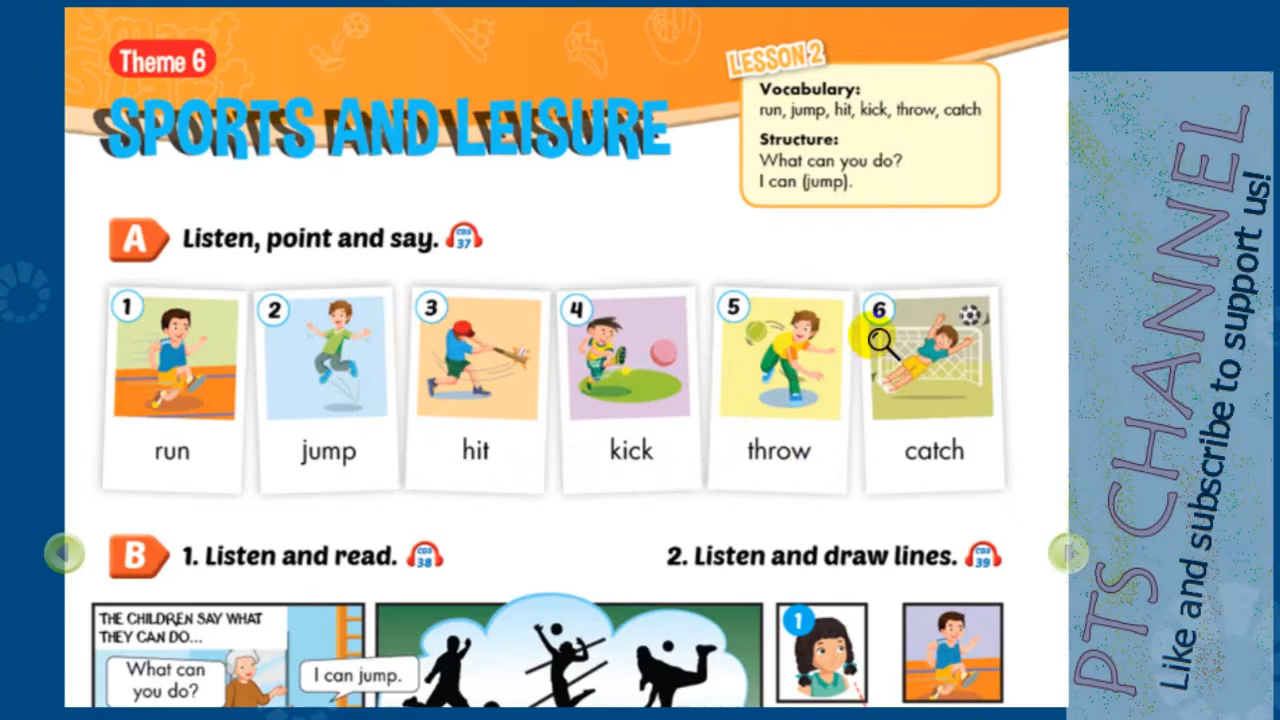 Theme 6
SPORTS AND LEISURE
LESSON 2
Vocabulary:
run, jump, hit, kick, throw, catch
Structure:
What can you do?
I can (jump).
A Listen, point and say. CD3 37
1
2
3
4
5
6
run
jump
hit
kick
throw
catch
B 1. Listen and read. CD3 38
2. Listen and draw lines. CD3 39
THE CHILDREN SAY WHAT
THEY CAN DO...
What can
you do?
I can jump.
1
PTS CHANNEL
Like and subscribe to support us!